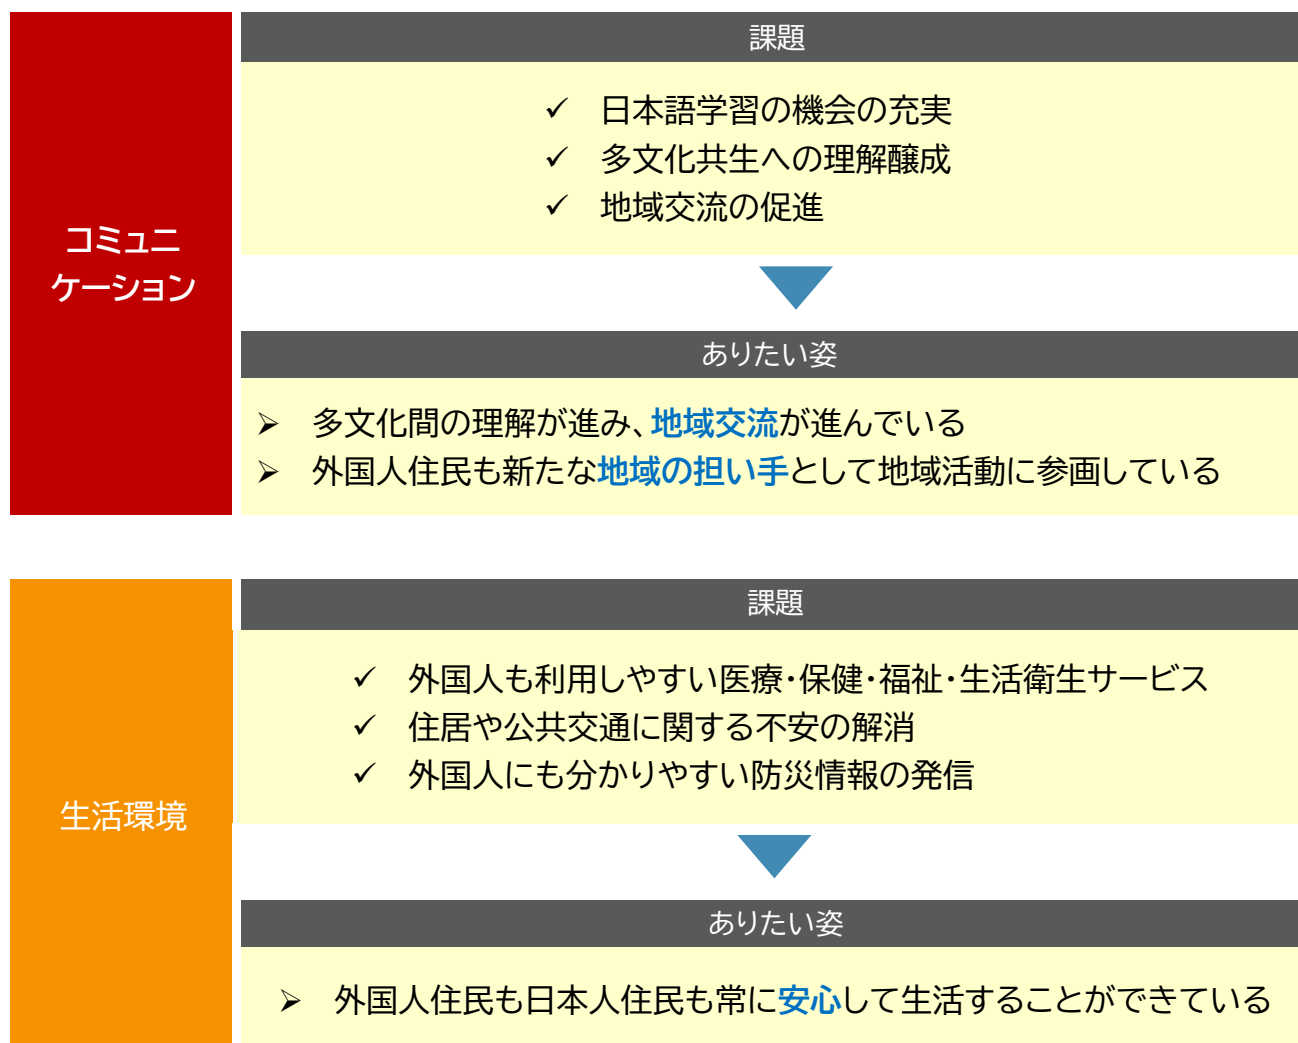 コミュニ
ケーション
課題
✓ 日本語学習の機会の充実
✓ 多文化共生への理解醸成
✓ 地域交流の促進
ありたい姿
➢ 多文化間の理解が進み、地域交流が進んでいる
➢ 外国人住民も新たな地域の担い手として地域活動に参画している
生活環境
課題
✓ 外国人も利用しやすい医療・保健・福祉・生活衛生サービス
✓ 住居や公共交通に関する不安の解消
✓ 外国人にも分かりやすい防災情報の発信
ありたい姿
➢ 外国人住民も日本人住民も常に安心して生活することができている